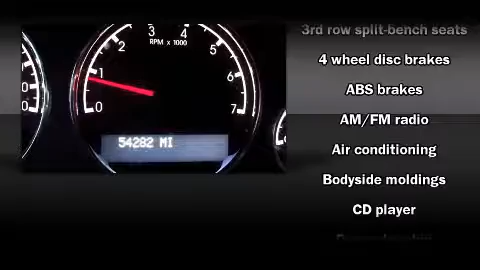 2
3
4
5
6
7
1
0
RPM x 1000
54282 MI
3rd row split-bench seats
4 wheel disc brakes
ABS brakes
AM/FM radio
Air conditioning
Bodyside moldings
CD player